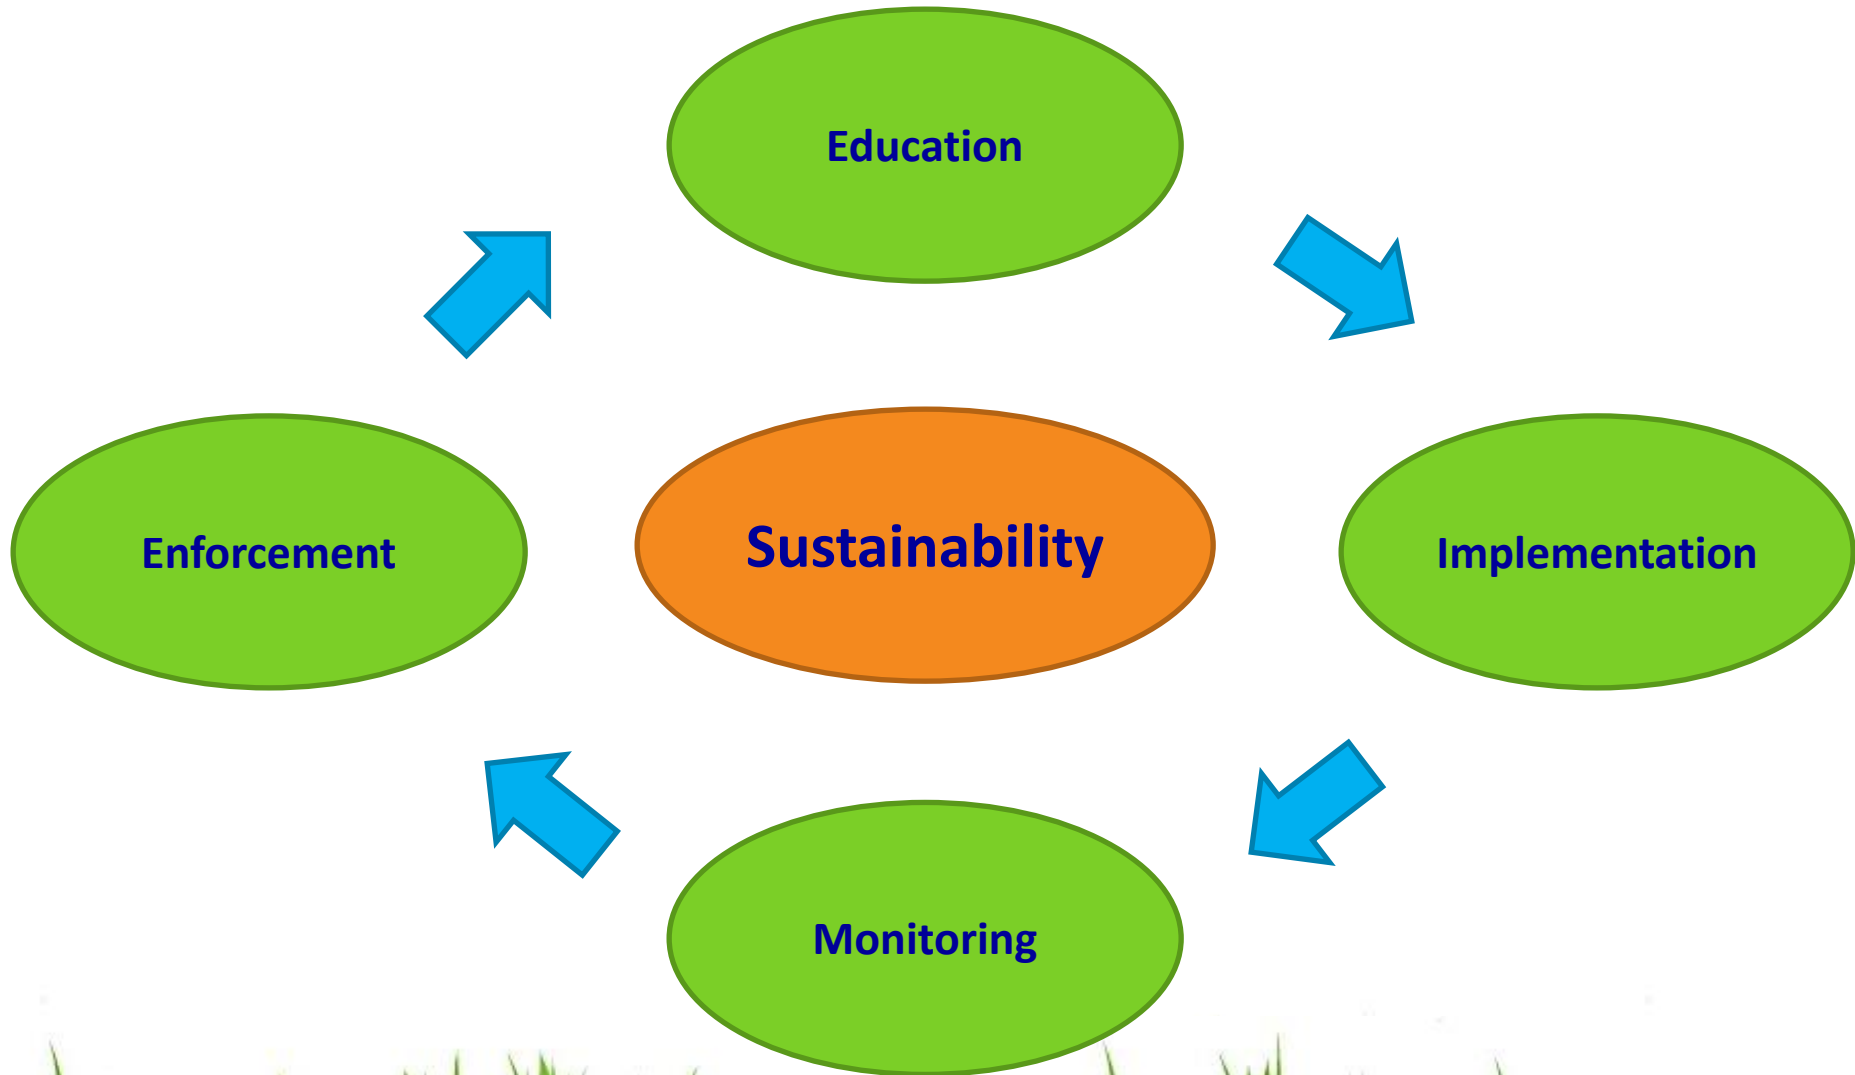 Education
Enforcement
Sustainability
Implementation
Monitoring